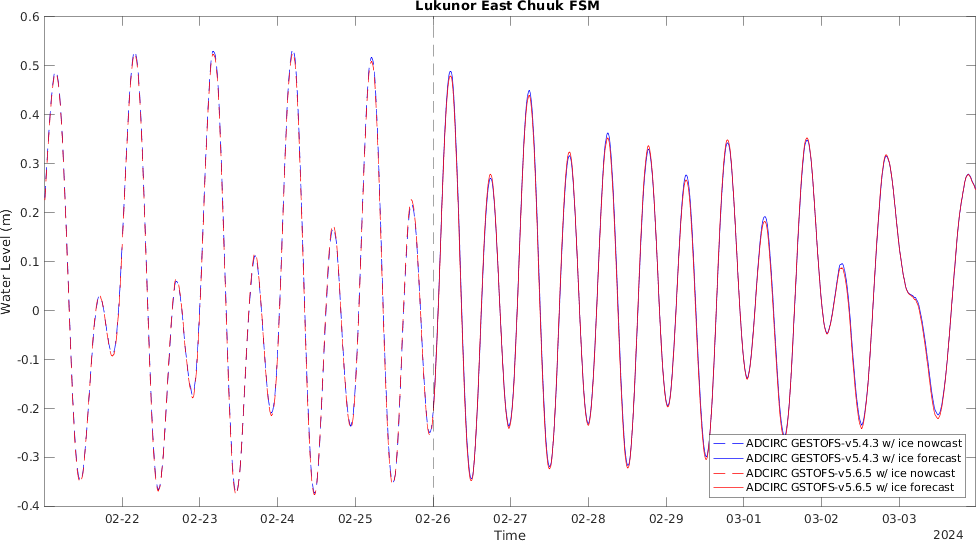 Lukunor East Chuuk FSM
0.6
0.5
0.4
0.3
0.2
0.1
0
-0.1
-0.2
-0.3
-0.4
Water Level (m)
ADCIRC GESTOFS-v5.4.3 w/ ice nowcast
ADCIRC GESTOFS-v5.4.3 w/ ice forecast
ADCIRC GSTOFS-v5.6.5 w/ ice nowcast
ADCIRC GSTOFS-v5.6.5 w/ ice forecast
02-22 02-23 02-24 02-25 02-26 02-27 02-28 02-29 03-01 03-02 03-03
Time
2024